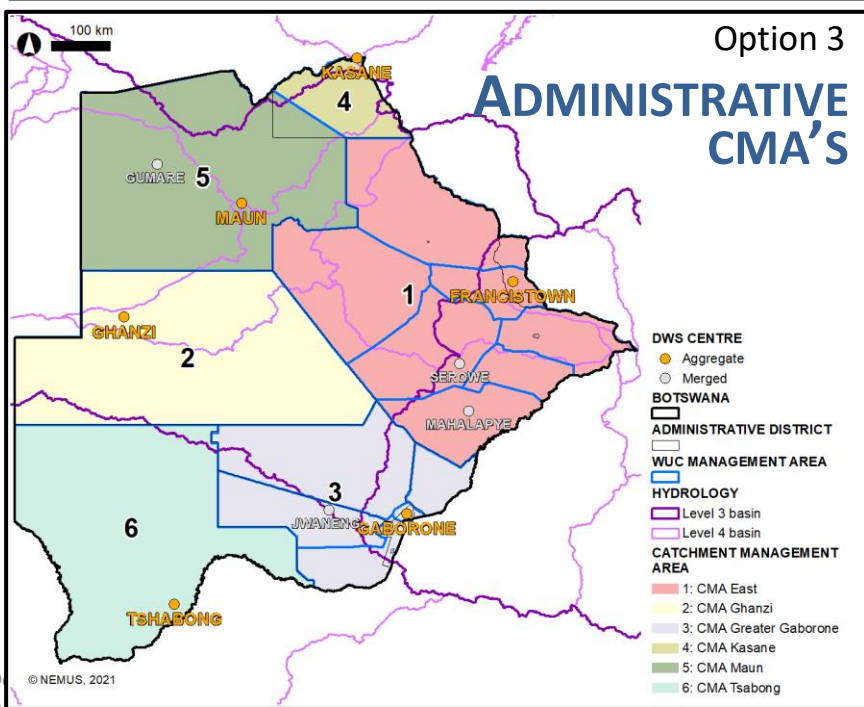 100 km
Option 3
ADMINISTRATIVE
CMA'S
KASANE
4
GUMARE
5
MAUN
1
FRANCISTOWN
GHANZI
2
SEROWE
MAHALAPYE
3
JWANENG
GABORONE
6
TSHABONG
DWS CENTRE
Aggregate
Merged
BOTSWANA
ADMINISTRATIVE DISTRICT
WUC MANAGEMENT AREA
HYDROLOGY
Level 3 basin
Level 4 basin
CATCHMENT MANAGEMENT
AREA
1: CMA East
2: CMA Ghanzi
3: CMA Greater Gaborone
4: CMA Kasane
5: CMA Maun
6: CMA Tsabong
© NEMUS, 2021